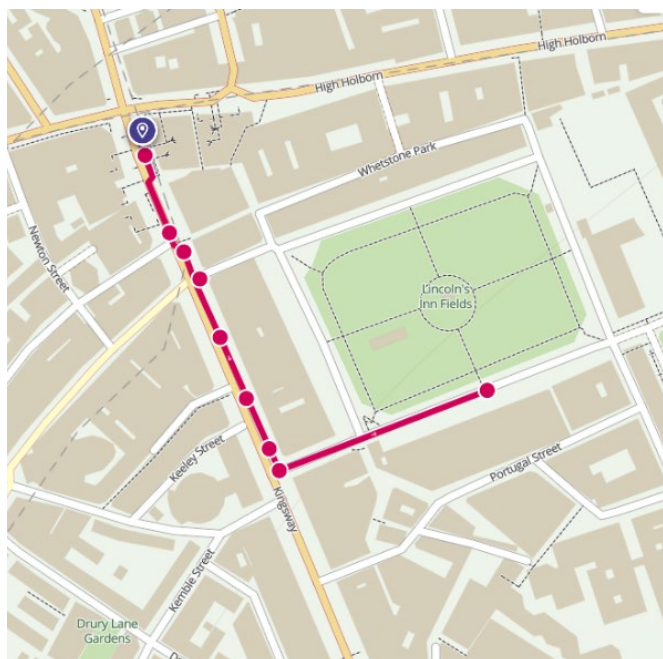 High Holborn
High Holborn
Whetstone Park
Newton Street
Lincoln's
Inn Fields
Keeley Street
Portugal Street
Kingsway
Kemble Street
Drury Lane
Gardens